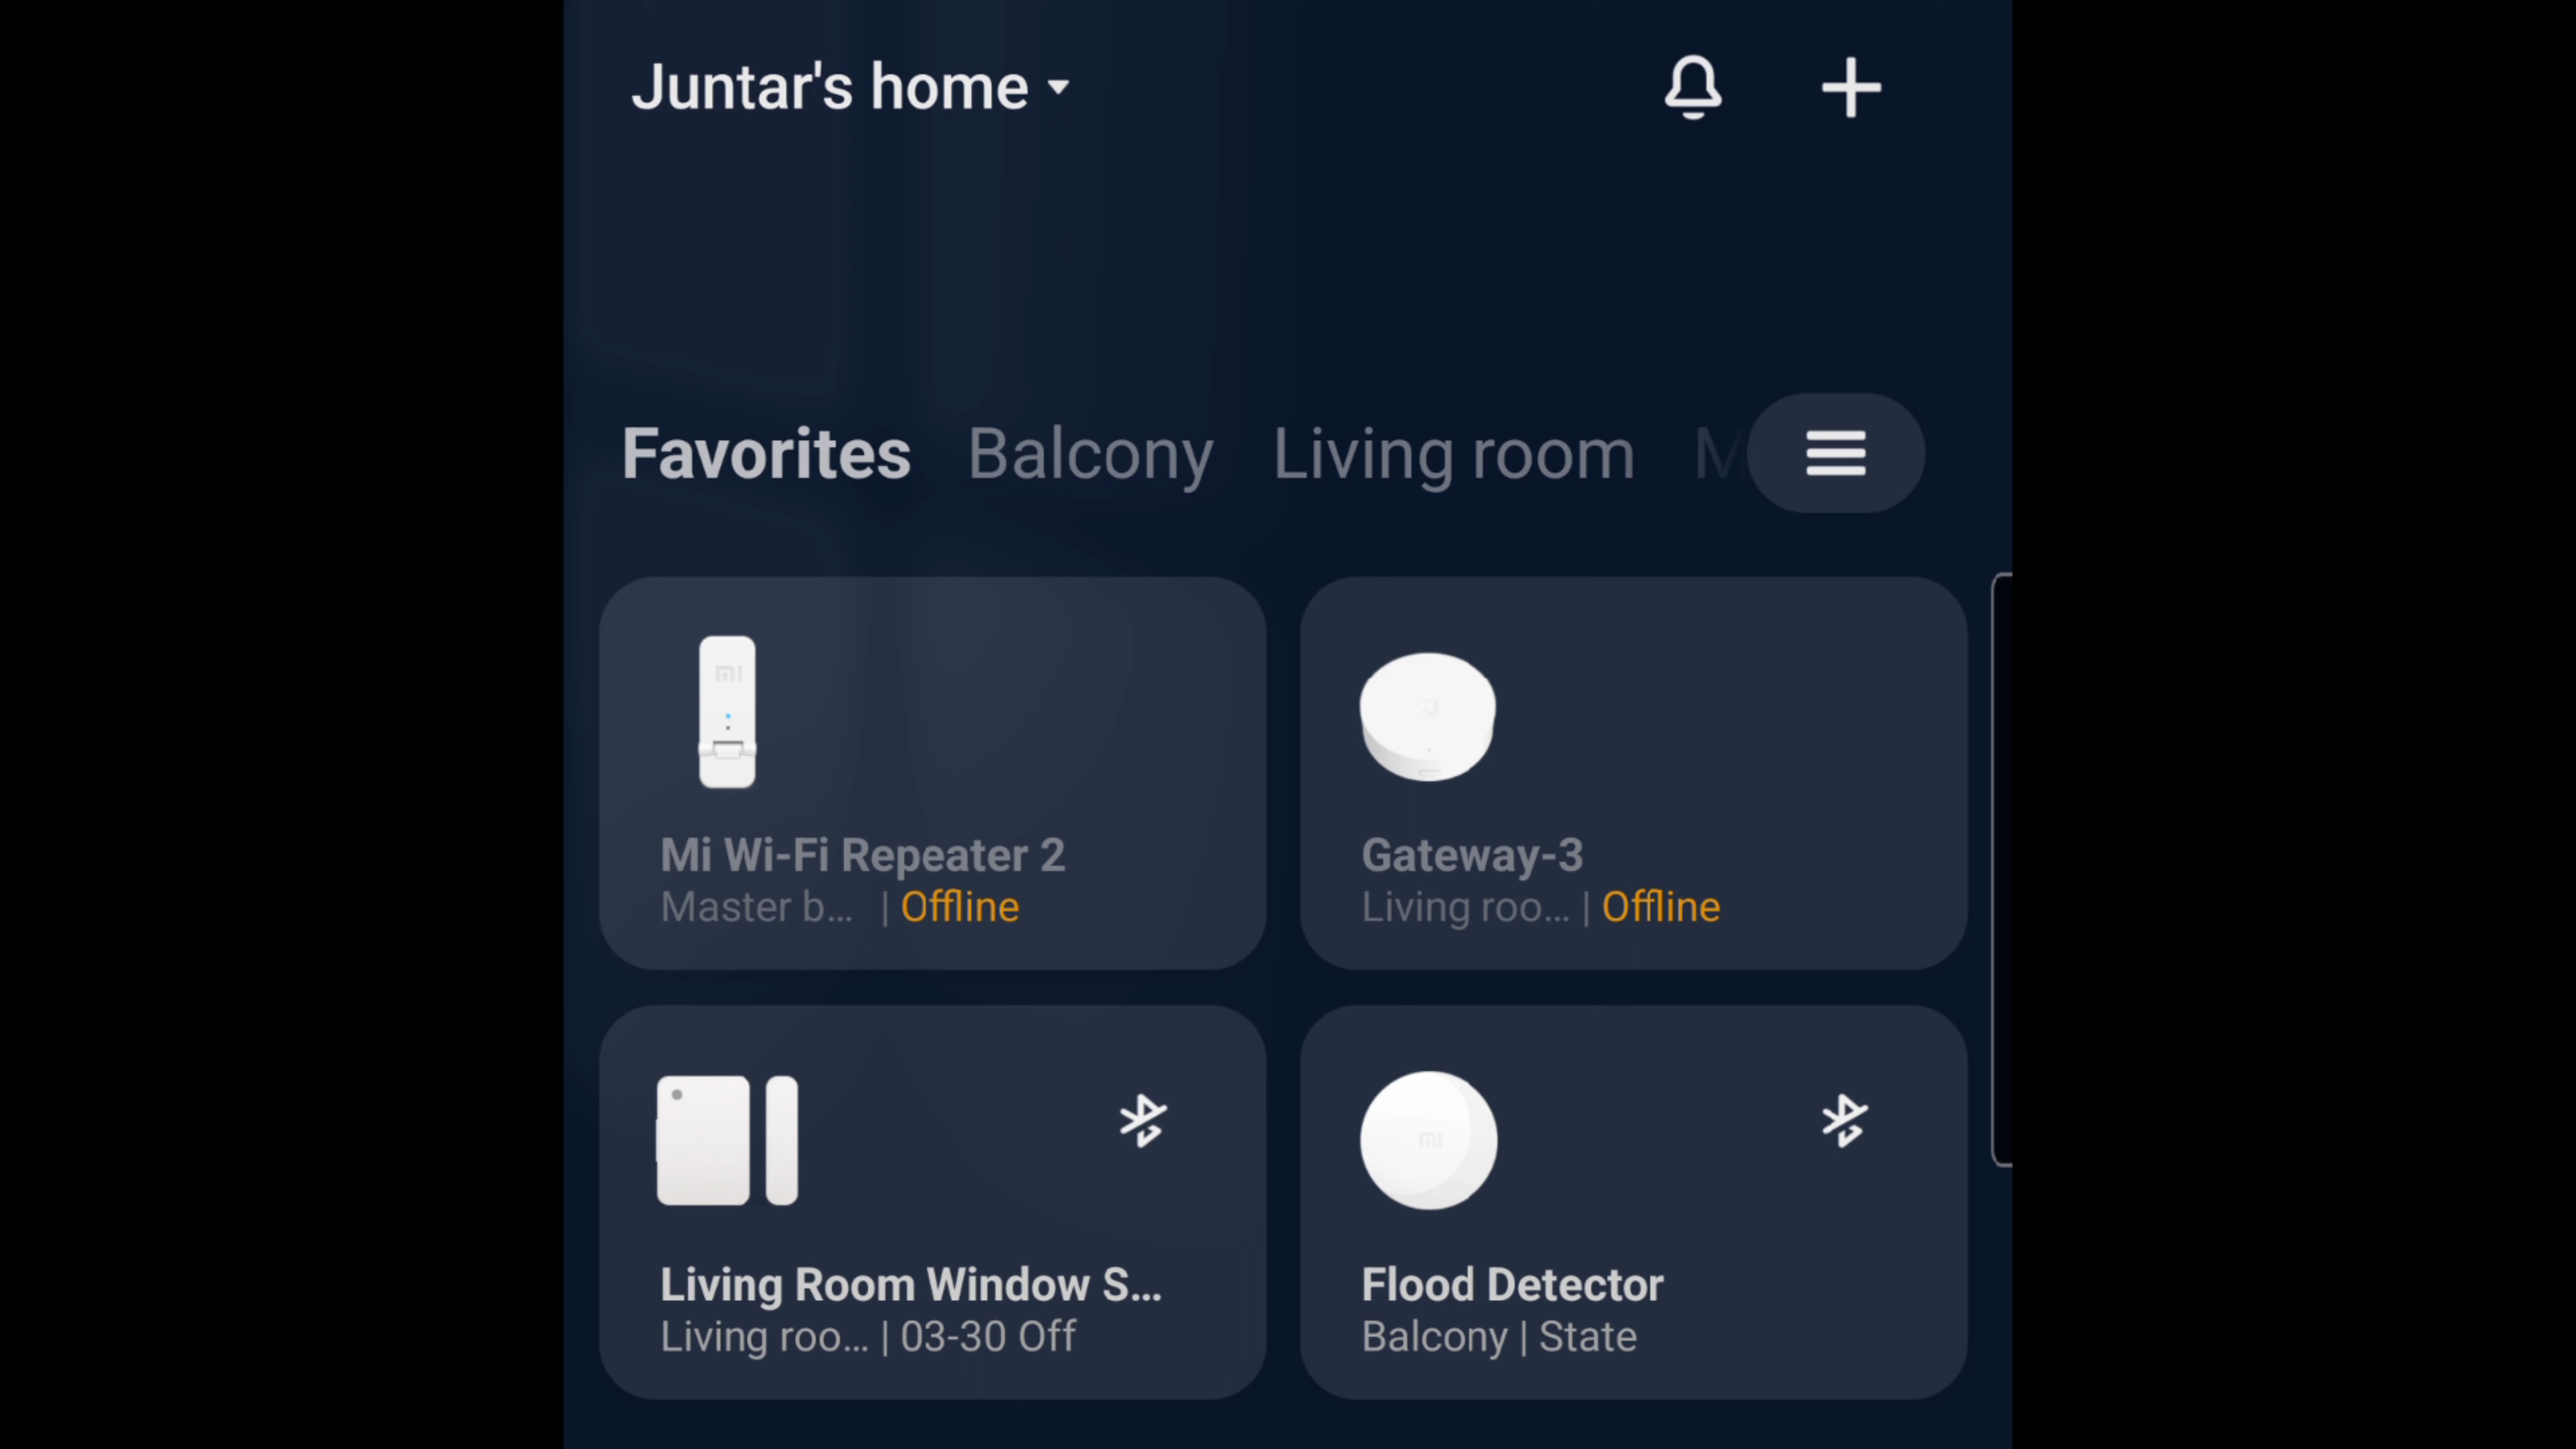 Juntar's home
Favorites Balcony Living room M
Mi Wi-Fi Repeater 2
Master b... | Offline
Gateway-3
Living roo... | Offline
Living Room Window S...
Living roo... | 03-30 Off
Flood Detector
Balcony | State